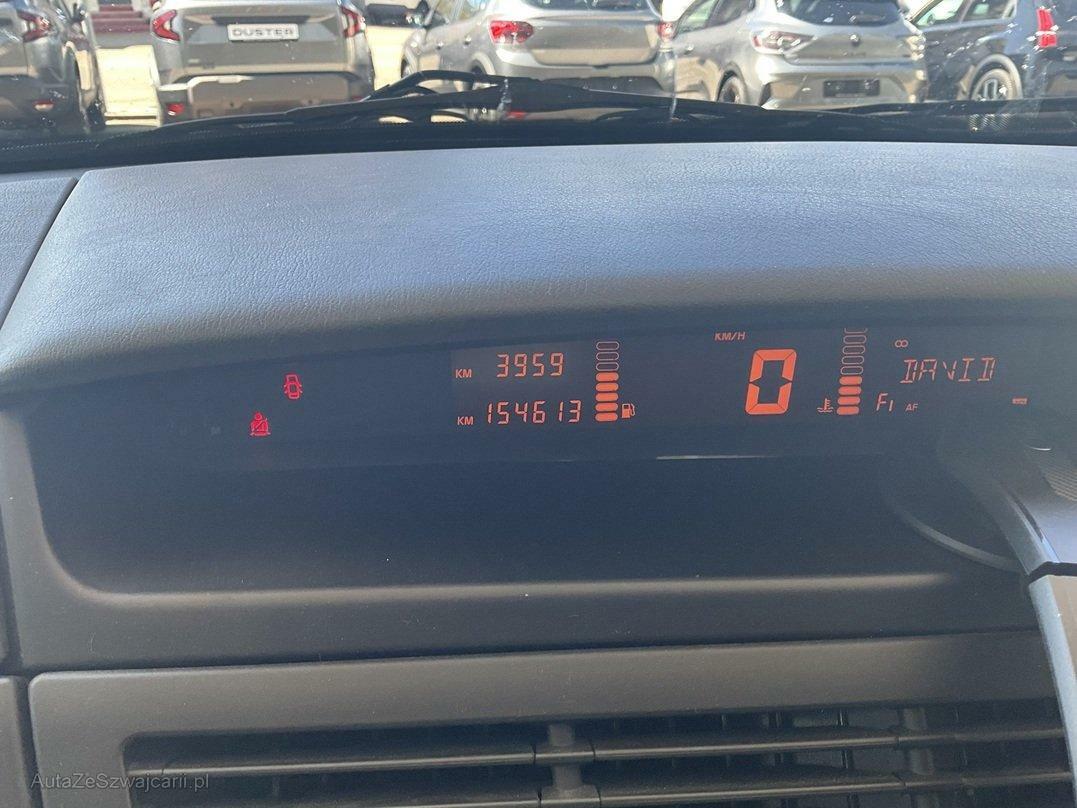 DUSTER
KM 3959
KM 154613
KM/H
0
DAVID
F1 AF
AutaZeSzwajcarii.pl